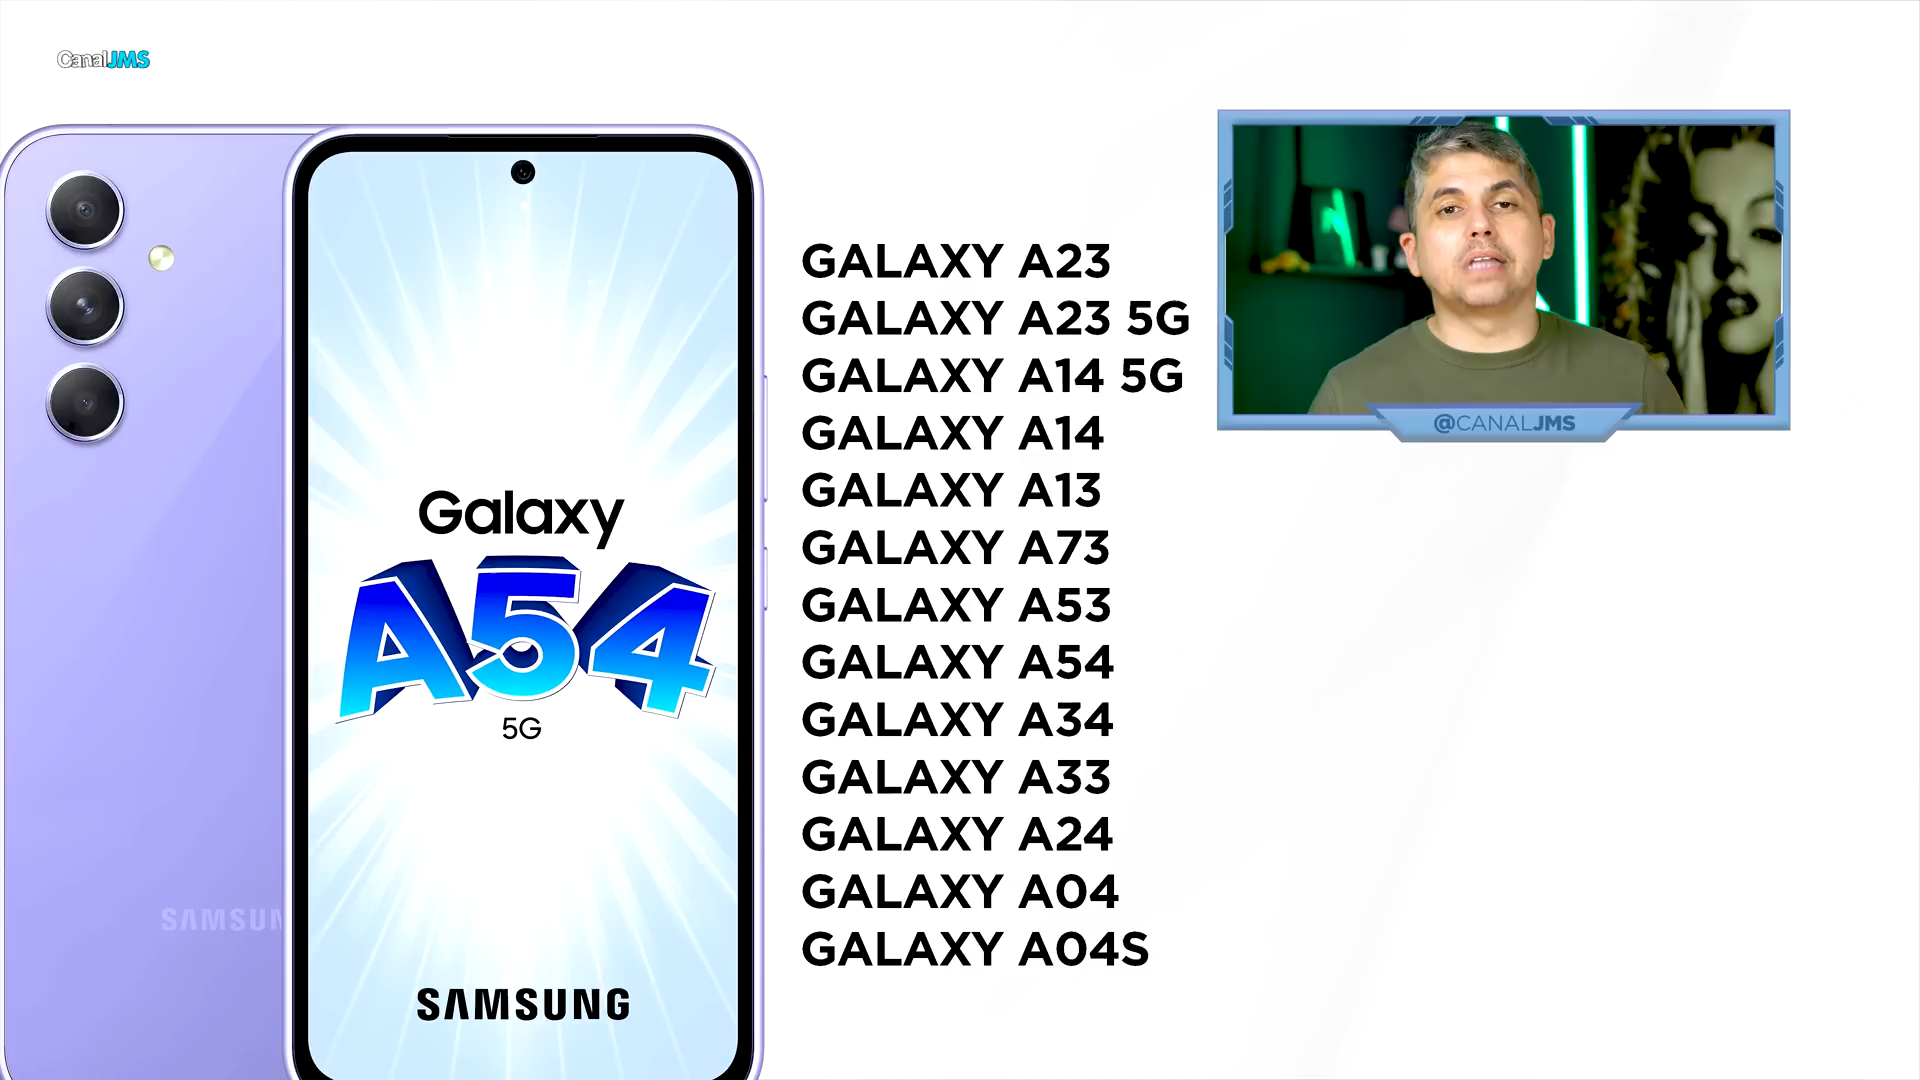 CanalJMS
Galaxy
A54
5G
SAMSUNG
SAMSUN
GALAXY A23
GALAXY A23 5G
GALAXY A14 5G
GALAXY A14
GALAXY A13
GALAXY A73
GALAXY A53
GALAXY A54
GALAXY A34
GALAXY A33
GALAXY A24
GALAXY A04
GALAXY A04S
@CANALJMS